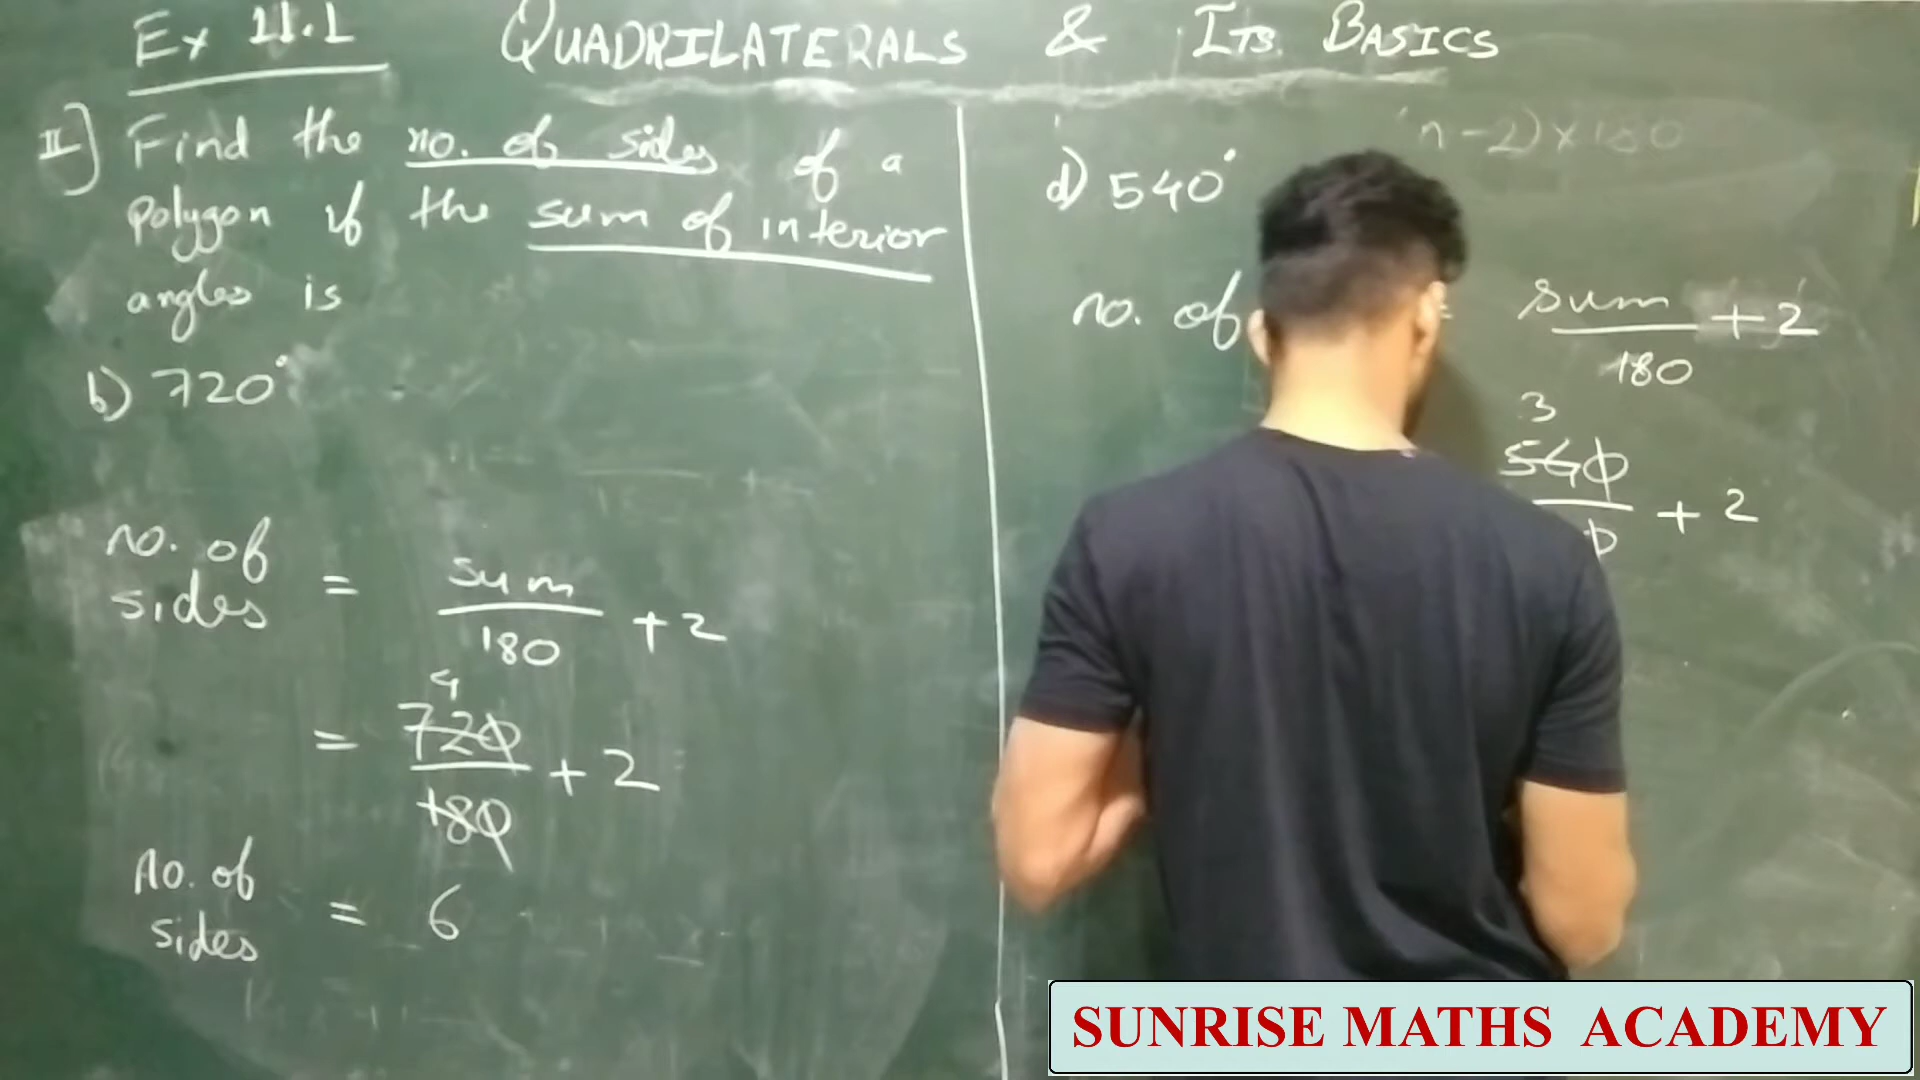 Ex 11.1 QUADRILATERALS & ITS BASICS
II] Find the no. of sides of a
polygon if the sum of interior
angles is
b) 720°
no. of
sides = sum / 180 + 2
4
= 720 / 180 + 2
no. of
sides = 6
n-2)×180
d) 540°
no. of = sum / 180 + 2
3
540 + 2
SUNRISE MATHS ACADEMY